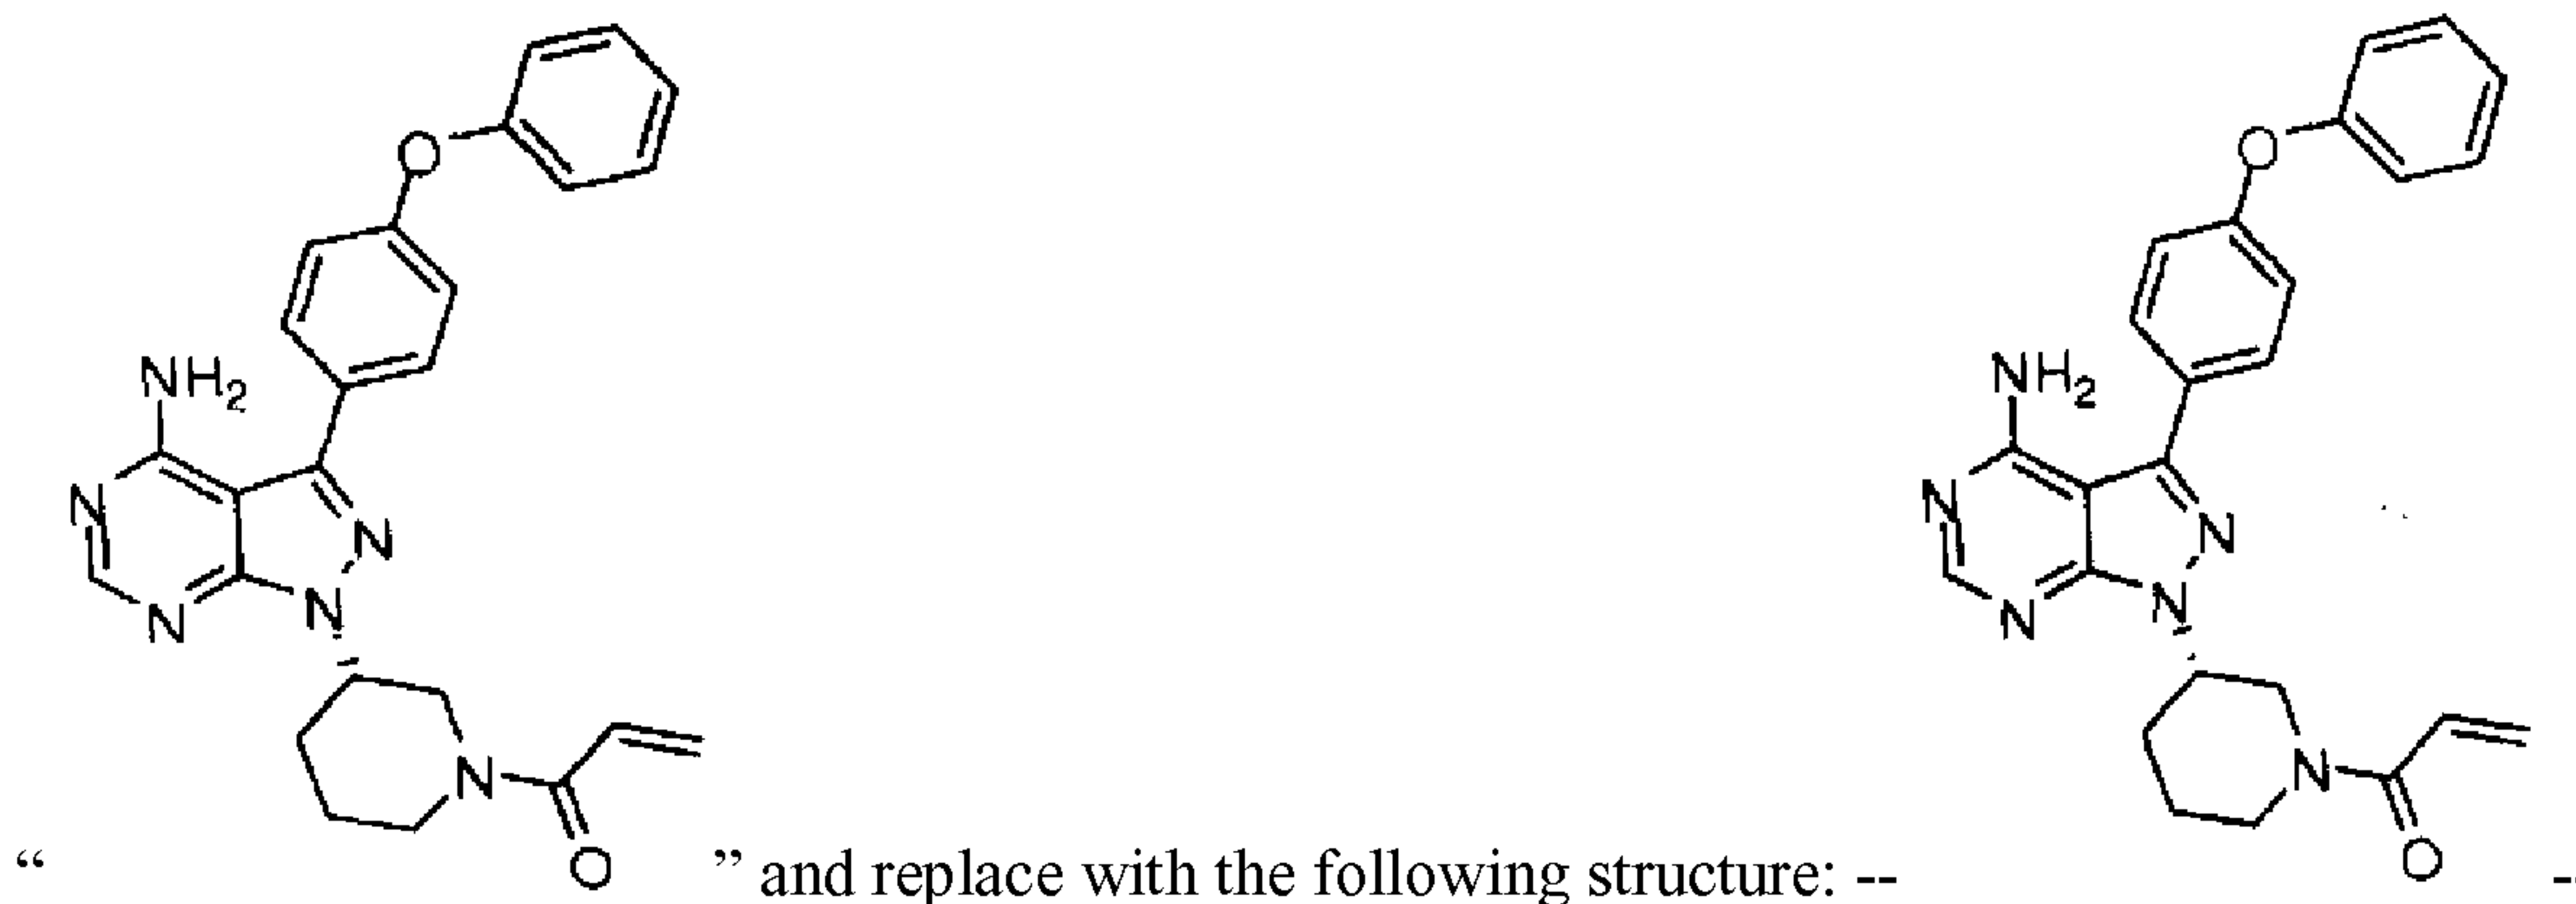 O O
NH2 NH2
N N N N
N N N N
N N
“ O ” and replace with the following structure: -- O --